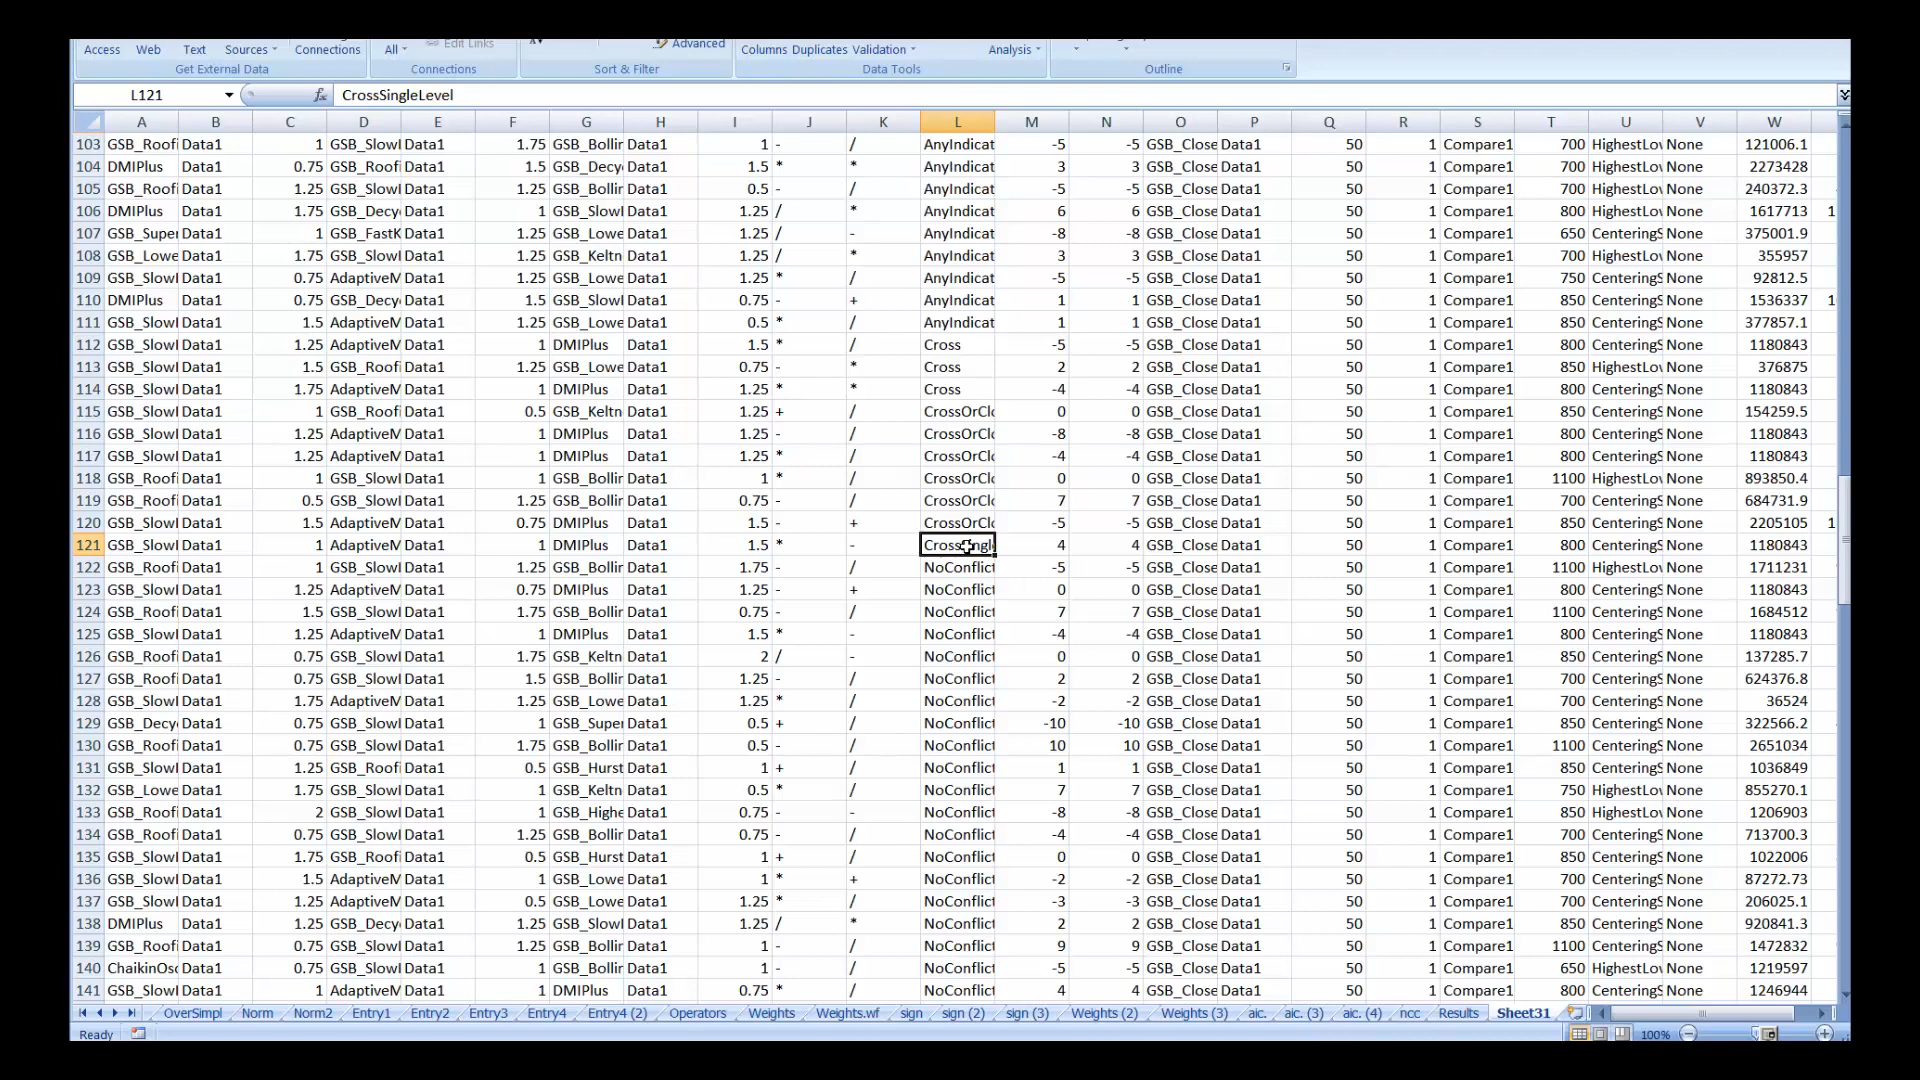 Access Web Text Sources Connections All Edit Links Advanced Columns Duplicates Validation Analysis
Get External Data Connections Sort & Filter Data Tools Outline
L121 fx CrossSingleLevel
A B C D E F G H I J K L M N O P Q R S T U V W
103 GSB_Roofi Data1 1 GSB_Slowl Data1 1.75 GSB_Bollin Data1 1 - / AnyIndicat -5 -5 GSB_Close Data1 50 1 Compare1 700 HighestLov None 121006.1
104 DMIPlus Data1 0.75 GSB_Roofi Data1 1.5 GSB_Decy Data1 1.5 * * AnyIndicat 3 3 GSB_Close Data1 50 1 Compare1 700 HighestLov None 2273428
105 GSB_Roofi Data1 1.25 GSB_Slowl Data1 1.25 GSB_Bollin Data1 0.5 - / AnyIndicat -5 -5 GSB_Close Data1 50 1 Compare1 700 HighestLov None 240372.3
106 DMIPlus Data1 1.75 GSB_Decy Data1 1 GSB_Slowl Data1 1.25 / * AnyIndicat 6 6 GSB_Close Data1 50 1 Compare1 800 HighestLov None 1617713 1
107 GSB_Super Data1 1 GSB_FastK Data1 1.25 GSB_Lowe Data1 1.25 / - AnyIndicat -8 -8 GSB_Close Data1 50 1 Compare1 650 CenteringS None 375001.9
108 GSB_Lowe Data1 1.75 GSB_Slowl Data1 1.25 GSB_Keltn Data1 1.25 / * AnyIndicat 3 3 GSB_Close Data1 50 1 Compare1 700 HighestLov None 355957
109 GSB_Slowl Data1 0.75 AdaptiveM Data1 1.25 GSB_Lowe Data1 1.25 * / AnyIndicat -5 -5 GSB_Close Data1 50 1 Compare1 750 CenteringS None 92812.5
110 DMIPlus Data1 0.75 GSB_Decy Data1 1.5 GSB_Slowl Data1 0.75 - + AnyIndicat 1 1 GSB_Close Data1 50 1 Compare1 850 CenteringS None 1536337 1
111 GSB_Slowl Data1 1.5 AdaptiveM Data1 1.25 GSB_Lowe Data1 0.5 * / AnyIndicat 1 1 GSB_Close Data1 50 1 Compare1 850 CenteringS None 377857.1
112 GSB_Slowl Data1 1.25 AdaptiveM Data1 1 DMIPlus Data1 1.5 * / Cross -5 -5 GSB_Close Data1 50 1 Compare1 800 CenteringS None 1180843
113 GSB_Slowl Data1 1.5 GSB_Roofi Data1 1 GSB_Lowe Data1 0.75 - * Cross 2 2 GSB_Close Data1 50 1 Compare1 850 HighestLov None 376875
114 GSB_Slowl Data1 1.75 AdaptiveM Data1 1 DMIPlus Data1 1.25 * * Cross -4 -4 GSB_Close Data1 50 1 Compare1 800 CenteringS None 1180843
115 GSB_Slowl Data1 1 GSB_Roofi Data1 0.5 GSB_Keltn Data1 1.25 + / CrossOrClo 0 0 GSB_Close Data1 50 1 Compare1 850 CenteringS None 154259.5
116 GSB_Slowl Data1 1.25 AdaptiveM Data1 1 DMIPlus Data1 1.25 - / CrossOrClo -8 -8 GSB_Close Data1 50 1 Compare1 800 CenteringS None 1180843
117 GSB_Slowl Data1 1.25 AdaptiveM Data1 1 DMIPlus Data1 1.25 * / CrossOrClo -4 -4 GSB_Close Data1 50 1 Compare1 800 CenteringS None 1180843
118 GSB_Roofi Data1 1 GSB_Slowl Data1 1 GSB_Bollin Data1 1 * / CrossOrClo 0 0 GSB_Close Data1 50 1 Compare1 1100 HighestLov None 893850.4
119 GSB_Roofi Data1 0.5 GSB_Slowl Data1 1.25 GSB_Bollin Data1 0.75 - / CrossOrClo 7 7 GSB_Close Data1 50 1 Compare1 700 CenteringS None 684731.9
120 GSB_Slowl Data1 1.5 AdaptiveM Data1 0.75 DMIPlus Data1 1.5 - + CrossOrClo -5 -5 GSB_Close Data1 50 1 Compare1 850 CenteringS None 2205105 1
121 GSB_Slowl Data1 1 AdaptiveM Data1 1 DMIPlus Data1 1.5 * - 4 4 GSB_Close Data1 50 1 Compare1 800 CenteringS None 1180843
122 GSB_Roofi Data1 1 GSB_Slowl Data1 1.25 GSB_Bollin Data1 1.75 - / NoConflict -5 -5 GSB_Close Data1 50 1 Compare1 1100 HighestLov None 1711231
123 GSB_Slowl Data1 1.25 AdaptiveM Data1 0.75 DMIPlus Data1 1.25 - + NoConflict 0 0 GSB_Close Data1 50 1 Compare1 800 CenteringS None 1180843
124 GSB_Roofi Data1 1.5 GSB_Slowl Data1 1.75 GSB_Bollin Data1 0.75 - / NoConflict 7 7 GSB_Close Data1 50 1 Compare1 1100 HighestLov None 1684512
125 GSB_Slowl Data1 1.25 AdaptiveM Data1 1 DMIPlus Data1 1.5 * - NoConflict -4 -4 GSB_Close Data1 50 1 Compare1 800 CenteringS None 1180843
126 GSB_Roofi Data1 0.75 GSB_Slowl Data1 1.75 GSB_Keltn Data1 2 / - NoConflict 0 0 GSB_Close Data1 50 1 Compare1 850 CenteringS None 137285.7
127 GSB_Roofi Data1 0.75 GSB_Slowl Data1 1.5 GSB_Bollin Data1 1.25 - / NoConflict 2 2 GSB_Close Data1 50 1 Compare1 700 CenteringS None 624376.8
128 GSB_Slowl Data1 1.75 AdaptiveM Data1 1.25 GSB_Lowe Data1 1.25 * / NoConflict -2 -2 GSB_Close Data1 50 1 Compare1 700 CenteringS None 36524
129 GSB_Decy Data1 0.75 GSB_Slowl Data1 1 GSB_Super Data1 0.5 + / NoConflict -10 -10 GSB_Close Data1 50 1 Compare1 850 CenteringS None 322566.2
130 GSB_Roofi Data1 0.75 GSB_Slowl Data1 1.75 GSB_Bollin Data1 0.5 - / NoConflict 10 10 GSB_Close Data1 50 1 Compare1 1100 CenteringS None 2651034
131 GSB_Slowl Data1 1.25 GSB_Roofi Data1 0.5 GSB_Hurst Data1 1 + / NoConflict 1 1 GSB_Close Data1 50 1 Compare1 850 CenteringS None 1036849
132 GSB_Lowe Data1 1.75 GSB_Slowl Data1 1 GSB_Keltn Data1 0.5 * / NoConflict 7 7 GSB_Close Data1 50 1 Compare1 750 HighestLov None 855270.1
133 GSB_Roofi Data1 2 GSB_Slowl Data1 1 GSB_Highe Data1 0.75 - - NoConflict -8 -8 GSB_Close Data1 50 1 Compare1 850 HighestLov None 1206903
134 GSB_Roofi Data1 0.75 GSB_Slowl Data1 1.25 GSB_Bollin Data1 0.75 - / NoConflict -4 -4 GSB_Close Data1 50 1 Compare1 700 CenteringS None 713700.3
135 GSB_Slowl Data1 1.75 GSB_Roofi Data1 0.5 GSB_Hurst Data1 1 + / NoConflict 0 0 GSB_Close Data1 50 1 Compare1 850 CenteringS None 1022006
136 GSB_Slowl Data1 1.5 AdaptiveM Data1 1 GSB_Lowe Data1 1 * + NoConflict -2 -2 GSB_Close Data1 50 1 Compare1 850 CenteringS None 87272.73
137 GSB_Slowl Data1 1.25 AdaptiveM Data1 0.5 GSB_Lowe Data1 1.25 * / NoConflict -3 -3 GSB_Close Data1 50 1 Compare1 850 CenteringS None 206025.1
138 DMIPlus Data1 1.25 GSB_Decy Data1 1.25 GSB_Slowl Data1 1.25 / * NoConflict 2 2 GSB_Close Data1 50 1 Compare1 850 CenteringS None 920841.3
139 GSB_Roofi Data1 0.75 GSB_Slowl Data1 1.25 GSB_Bollin Data1 1 - / NoConflict 9 9 GSB_Close Data1 50 1 Compare1 1100 CenteringS None 1472832
140 ChaikinOsc Data1 0.75 GSB_Slowl Data1 1 GSB_Bollin Data1 1 - / NoConflict -5 -5 GSB_Close Data1 50 1 Compare1 650 HighestLov None 1219597
141 GSB_Slowl Data1 1 AdaptiveM Data1 1 DMIPlus Data1 0.75 * / NoConflict 4 4 GSB_Close Data1 50 1 Compare1 800 CenteringS None 1246944
OverSimpl Norm Norm2 Entry1 Entry2 Entry3 Entry4 Entry4 (2) Operators Weights Weights.wf sign sign (2) sign (3) Weights (2) Weights (3) aic. aic. (3) aic. (4) ncc Results Sheet31
Ready 100%